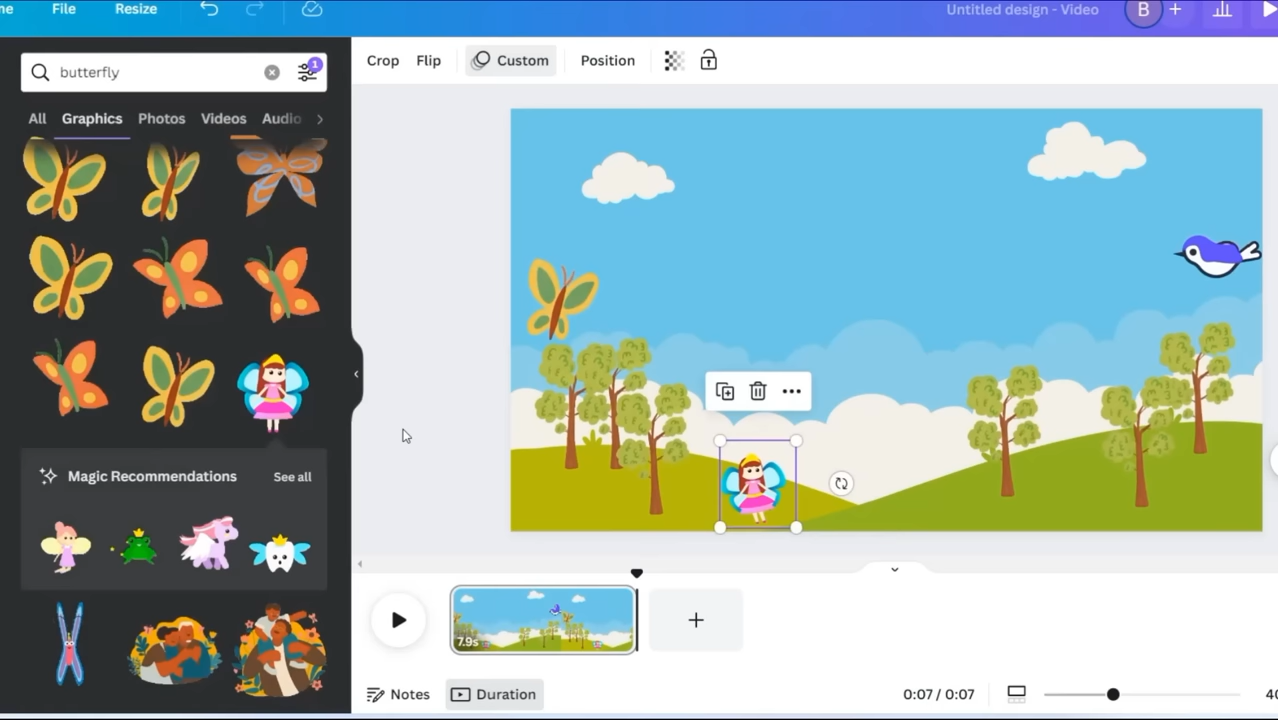 File Resize Untitled design - Video B
butterfly 1
Crop Flip Custom Position
All Graphics Photos Videos Audio
Magic Recommendations See all
7.9s
Notes Duration 0:07 / 0:07